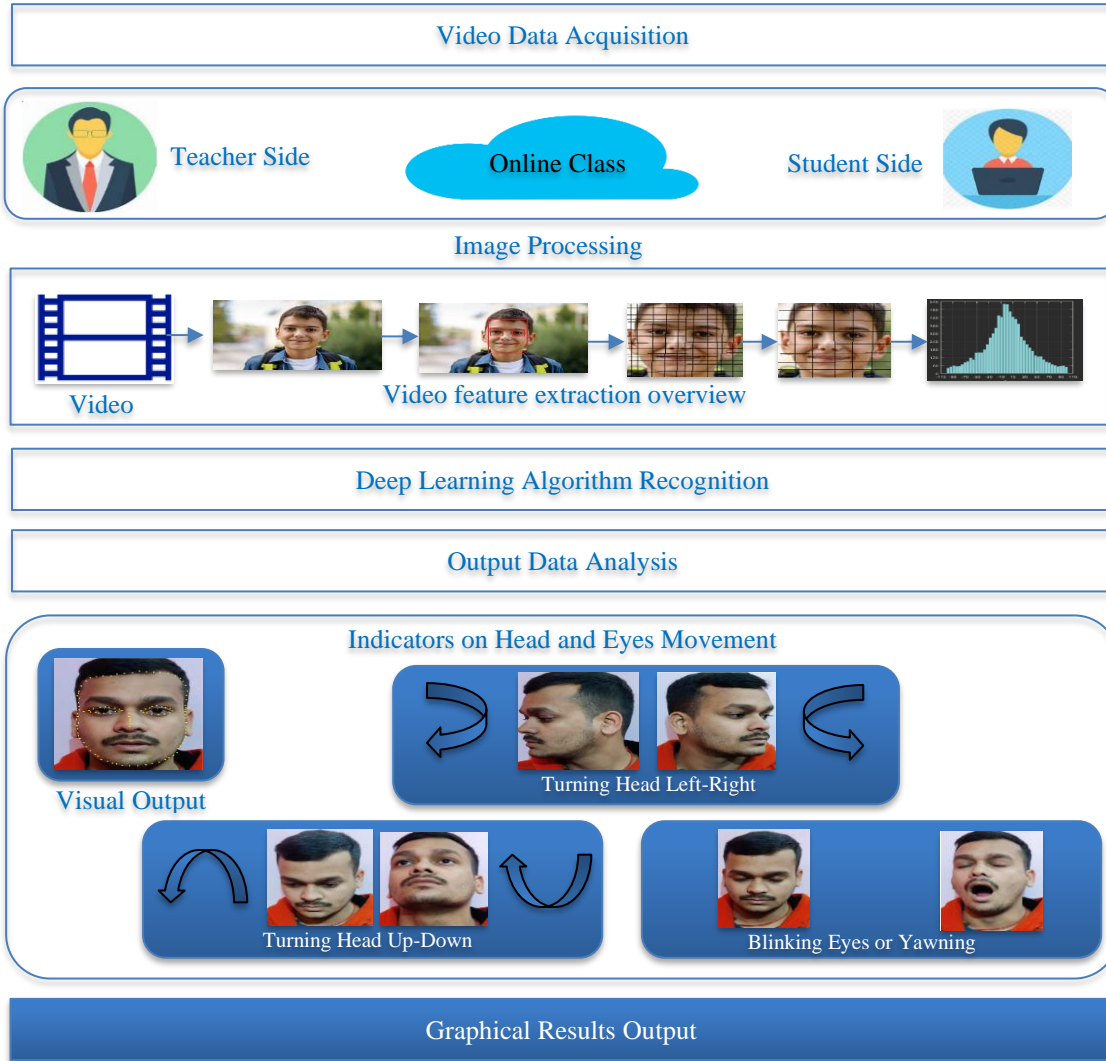 Video Data Acquisition
Teacher Side
Online Class
Student Side
Image Processing
Video
Video feature extraction overview
Deep Learning Algorithm Recognition
Output Data Analysis
Indicators on Head and Eyes Movement
Visual Output
Turning Head Left-Right
Turning Head Up-Down
Blinking Eyes or Yawning
Graphical Results Output